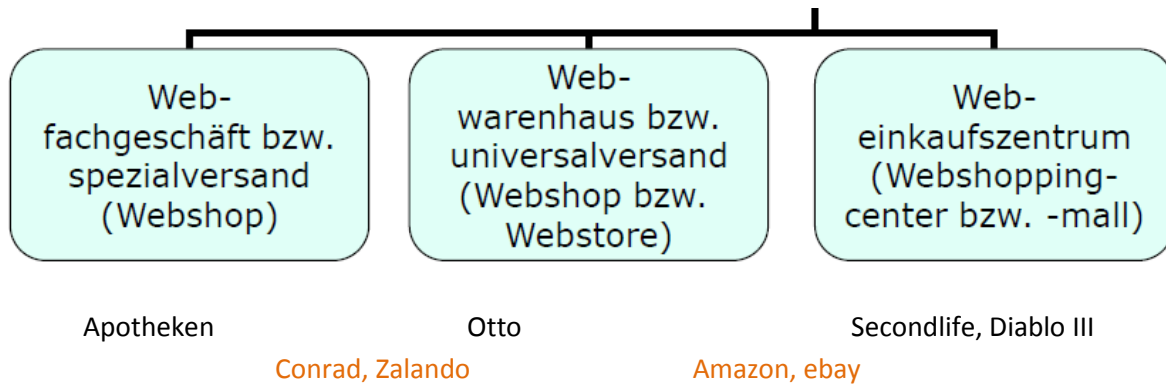 Web-
fachgeschäft bzw.
spezialversand
(Webshop)
Web-
warenhaus bzw.
universalversand
(Webshop bzw.
Webstore)
Web-
einkaufszentrum
(Webshopping-
center bzw. -mall)
Apotheken
Otto
Secondlife, Diablo III
Conrad, Zalando
Amazon, ebay